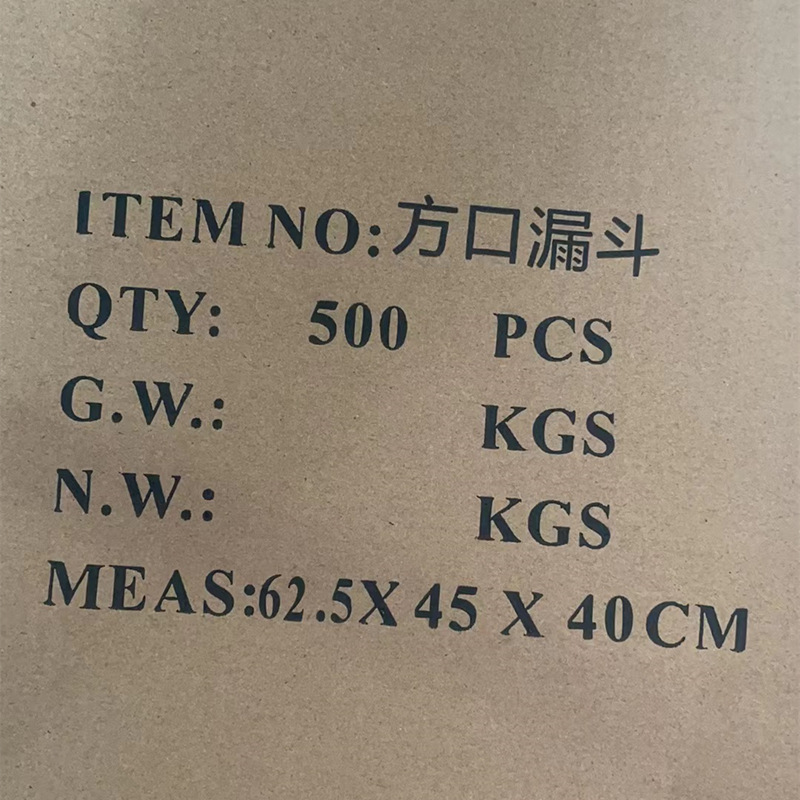 ITEM NO:方口漏斗
QTY: 500 PCS
G.W.: KGS
N.W.: KGS
MEAS:62.5X 45 X 40CM